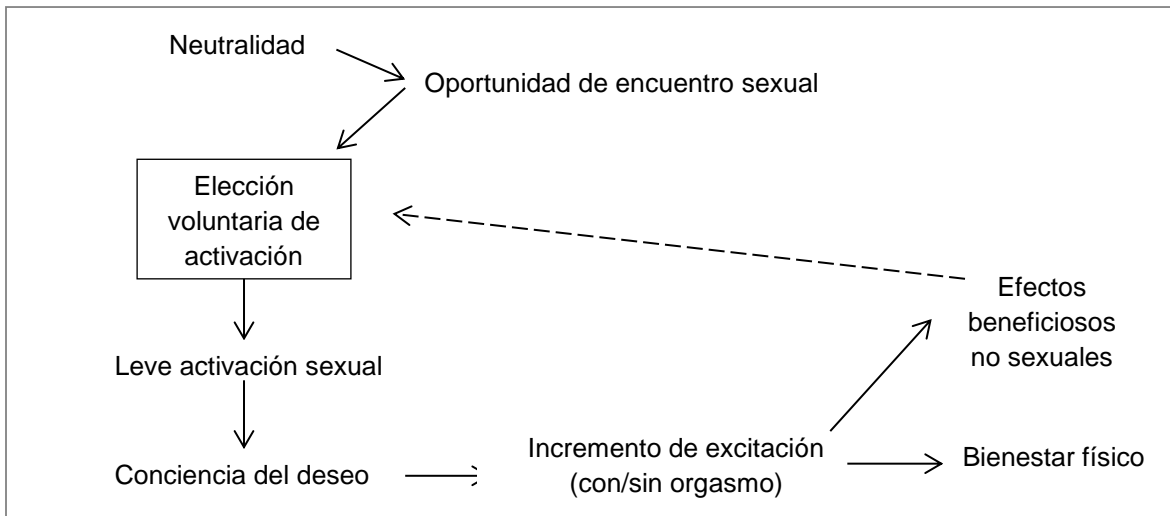 Neutralidad
Oportunidad de encuentro sexual
Elección
voluntaria de
activación
Leve activación sexual
Conciencia del deseo
Incremento de excitación
(con/sin orgasmo)
Efectos
beneficiosos
no sexuales
Bienestar físico